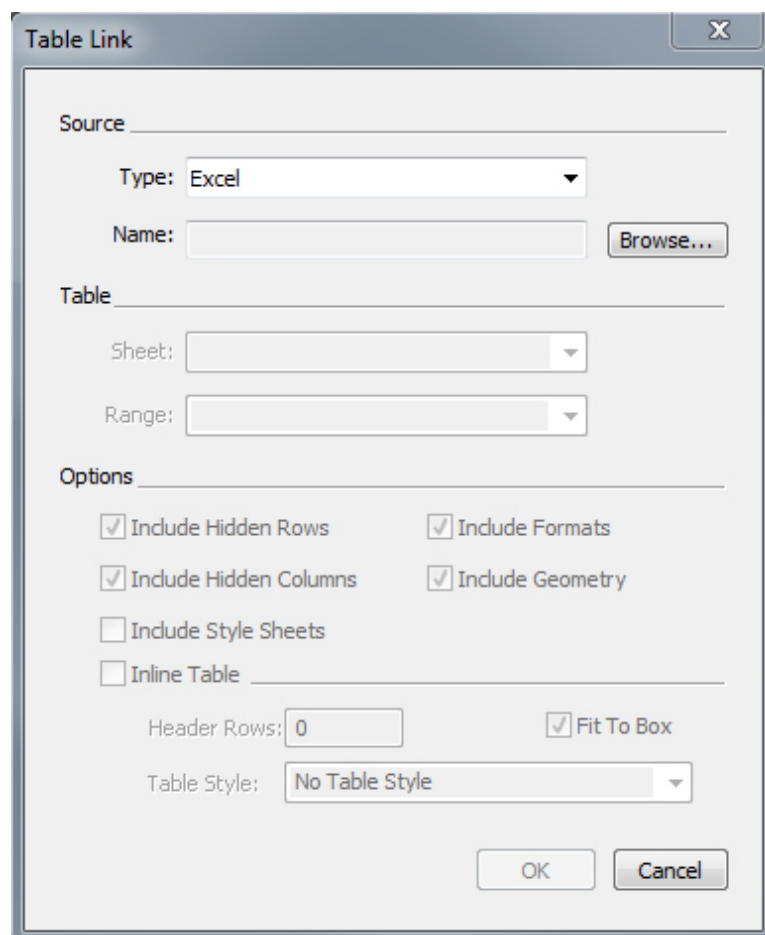 Table Link
Source
Type: Excel
Name: Browse...
Table
Sheet:
Range:
Options
Include Hidden Rows Include Formats
Include Hidden Columns Include Geometry
Include Style Sheets
Inline Table
Header Rows: 0 Fit To Box
Table Style: No Table Style
OK Cancel